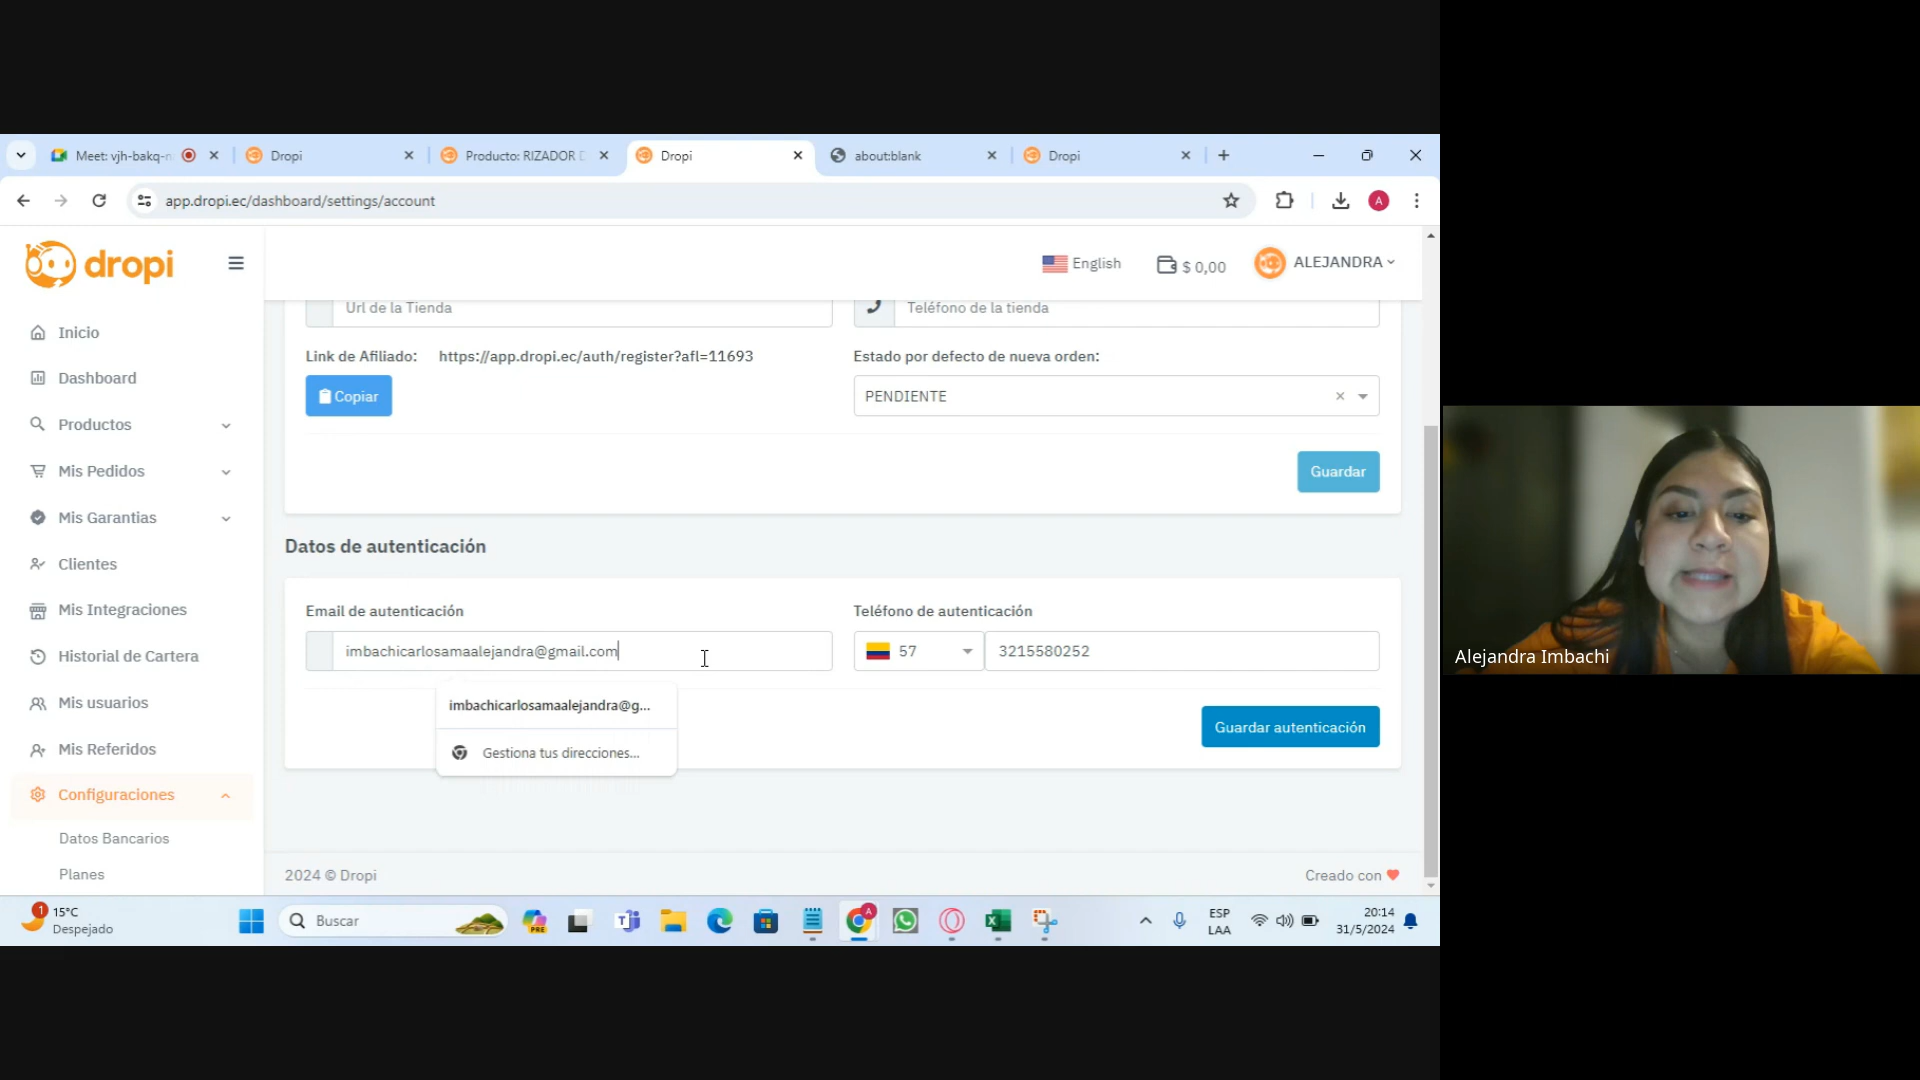 Meet: vjh-bakq-n
Dropi
Producto: RIZADOR D
Dropi
about:blank
Dropi
app.dropi.ec/dashboard/settings/account
A
dropi
English
$ 0,00
ALEJANDRA
Inicio
Dashboard
Productos
Mis Pedidos
Mis Garantias
Clientes
Mis Integraciones
Historial de Cartera
Mis usuarios
Mis Referidos
Configuraciones
Datos Bancarios
Planes
Url de la Tienda
Teléfono de la tienda
Link de Afiliado: https://app.dropi.ec/auth/register?afl=11693
Copiar
Estado por defecto de nueva orden:
PENDIENTE
Guardar
Datos de autenticación
Email de autenticación
imbachicarlosamaalejandra@gmail.com
imbachicarlosamaalejandra@g...
Gestiona tus direcciones...
Teléfono de autenticación
57
3215580252
Guardar autenticación
2024 © Dropi
Creado con
1
15°C
Despejado
Buscar
PRE
A
ESP
LAA
20:14
31/5/2024
Alejandra Imbachi